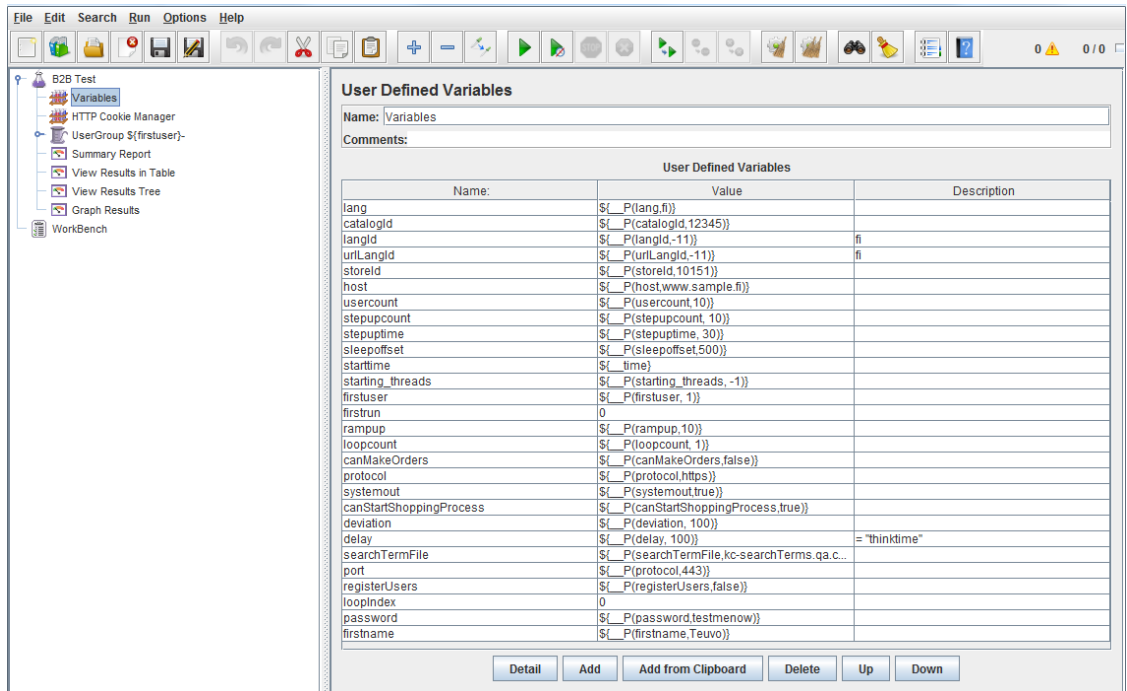 File Edit Search Run Options Help
0 0/0
B2B Test
Variables
HTTP Cookie Manager
UserGroup ${firstuser}-
Summary Report
View Results in Table
View Results Tree
Graph Results
WorkBench
User Defined Variables
Name: Variables
Comments:
User Defined Variables
Name: Value Description
lang ${__P(lang,fi)}
catalogId ${__P(catalogId,12345)}
langId ${__P(langId,-11)} fi
urlLangId ${__P(urlLangId,-11)} fi
storeId ${__P(storeId,10151)}
host ${__P(host,www.sample.fi)}
usercount ${__P(usercount,10)}
stepupcount ${__P(stepupcount, 10)}
stepuptime ${__P(stepuptime, 30)}
sleepoffset ${__P(sleepoffset,500)}
starttime ${__time}
starting_threads ${__P(starting_threads, -1)}
firstuser ${__P(firstuser, 1)}
firstrun 0
rampup ${__P(rampup,10)}
loopcount ${__P(loopcount, 1)}
canMakeOrders ${__P(canMakeOrders,false)}
protocol ${__P(protocol,https)}
systemout ${__P(systemout,true)}
canStartShoppingProcess ${__P(canStartShoppingProcess,true)}
deviation ${__P(deviation, 100)}
delay ${__P(delay, 100)} = "thinktime"
searchTermFile ${__P(searchTermFile,kc-searchTerms.qa.c...
port ${__P(protocol,443)}
registerUsers ${__P(registerUsers,false)}
loopIndex 0
password ${__P(password,testmenow)}
firstname ${__P(firstname,Teuvo)}
Detail Add Add from Clipboard Delete Up Down